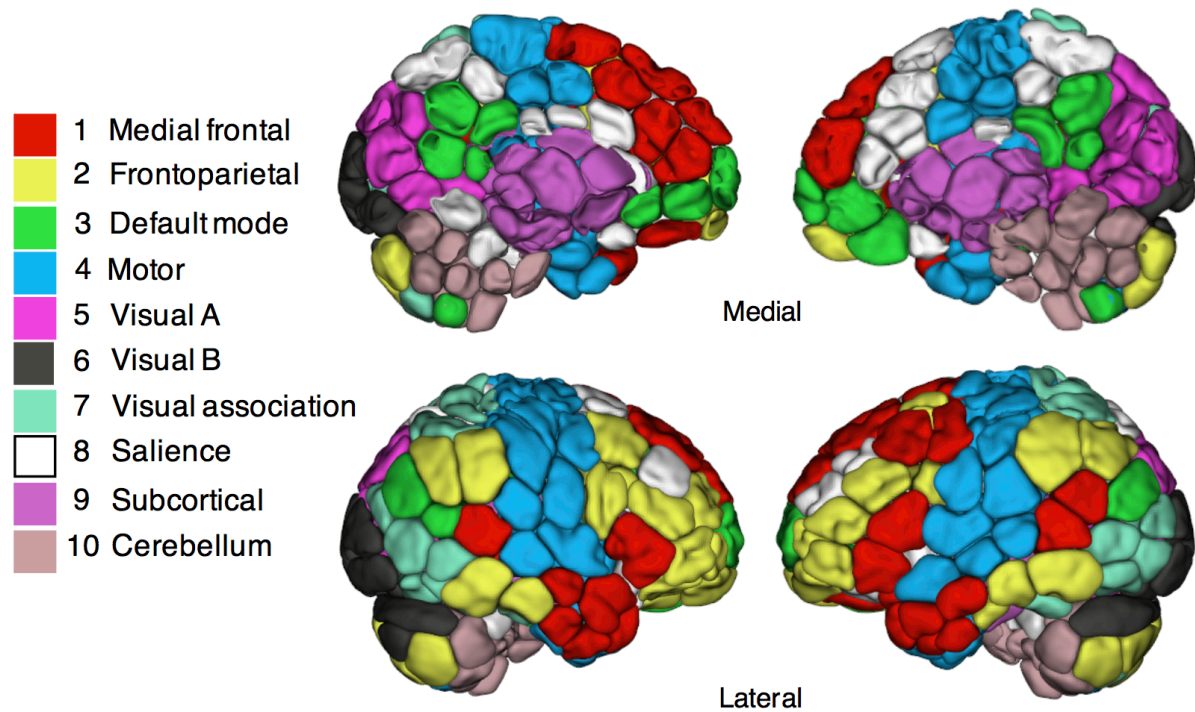 1 Medial frontal
2 Frontoparietal
3 Default mode
4 Motor
5 Visual A
6 Visual B
7 Visual association
8 Salience
9 Subcortical
10 Cerebellum
Medial
Lateral